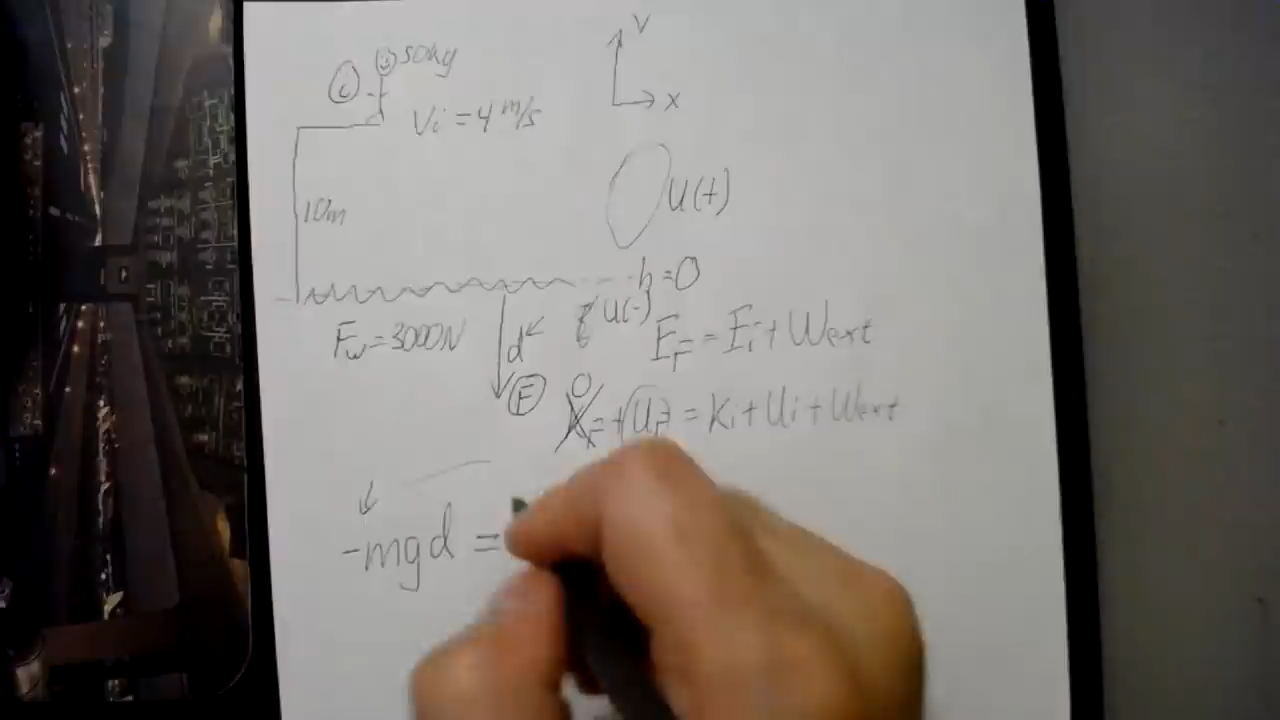 50kg
i
Vi = 4 m/s
y
x
10m
U(+)
h = 0
U(-)
Fw = 3000N
d
F
EF = Ei + Wext
0
KF + UF = Ki + Ui + Wext
-mgd =